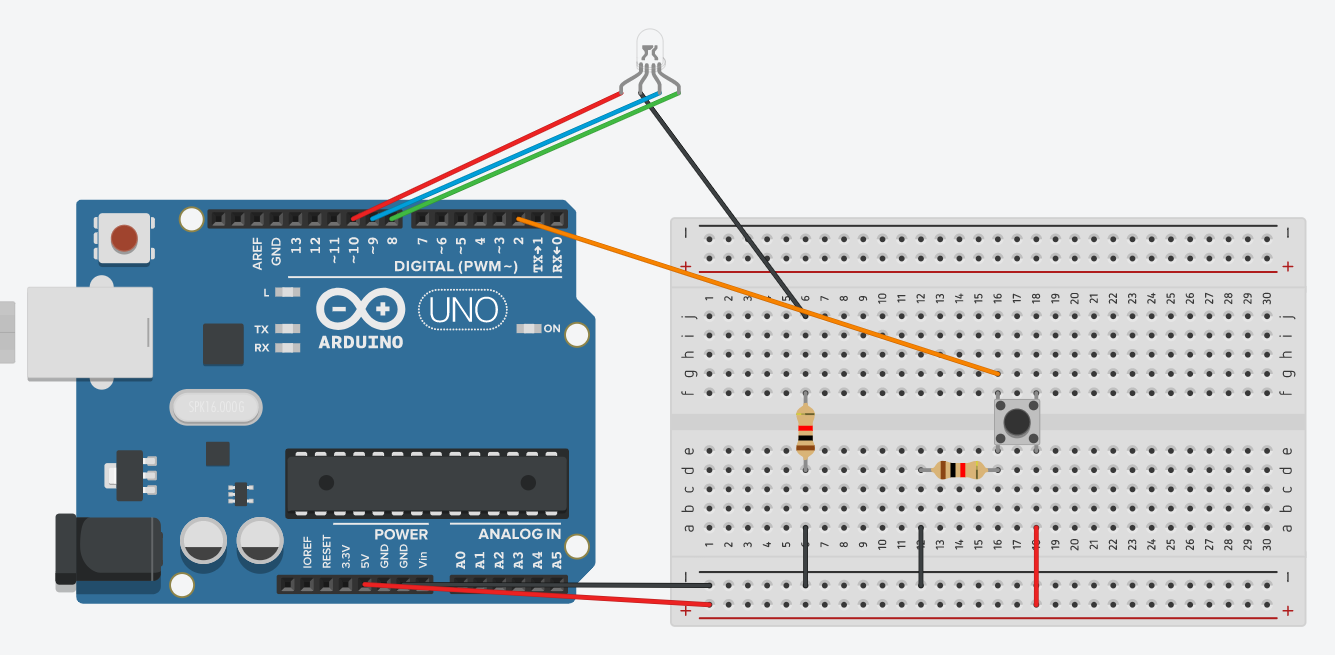 AREF
GND
13
12
~11
~10
~9
8
7
~6
~5
4
~3
2
TX→1
RX←0
DIGITAL (PWM~)
L
TX
RX
UNO
ON
ARDUINO
SPK16.000G
POWER
ANALOG IN
IOREF
RESET
3.3V
5V
GND
GND
Vin
A0
A1
A2
A3
A4
A5
− −
+ +
1 2 3 4 5 6 7 8 9 10 11 12 13 14 15 16 17 18 19 20 21 22 23 24 25 26 27 28 29 30
j j
i i
h h
g g
f f
e e
d d
c c
b b
a a
1 2 3 4 5 6 7 8 9 10 11 12 13 14 15 16 17 18 19 20 21 22 23 24 25 26 27 28 29 30
− −
+ +